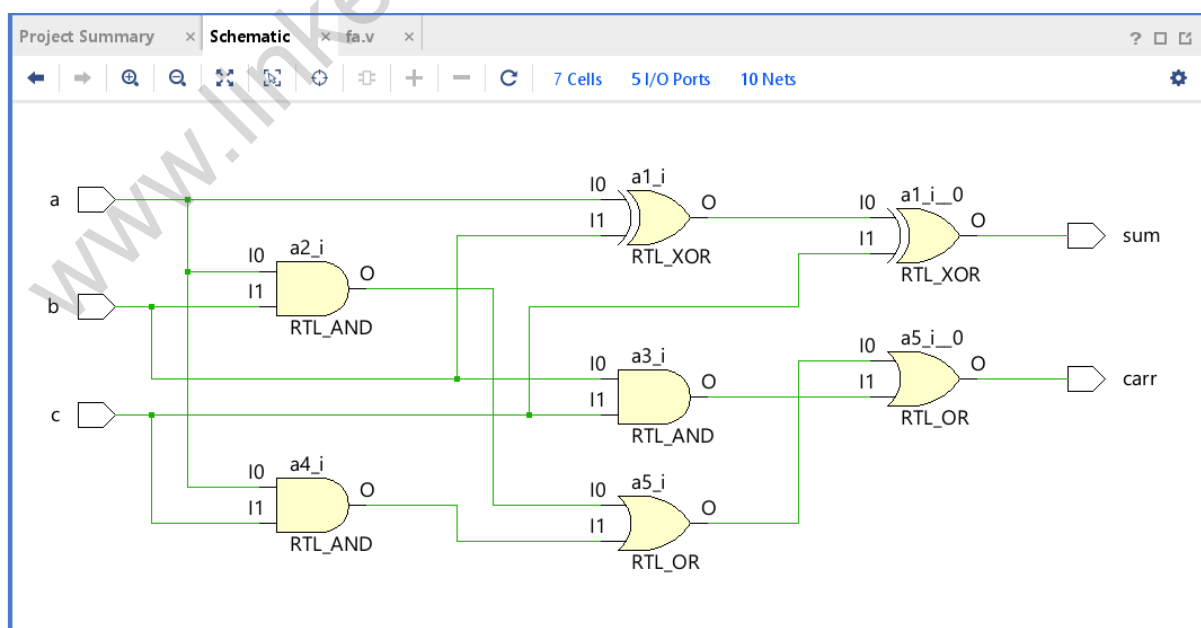 Project Summary × Schematic × fa.v × ?
7 Cells 5 I/O Ports 10 Nets
www.linke
a
b
c
I0 a2_i O
I1
RTL_AND
I0 a4_i O
I1
RTL_AND
I0 a1_i O
I1
RTL_XOR
I0 a3_i O
I1
RTL_AND
I0 a5_i O
I1
RTL_OR
I0 a1_i__0 O
I1
RTL_XOR
I0 a5_i__0 O
I1
RTL_OR
sum
carr